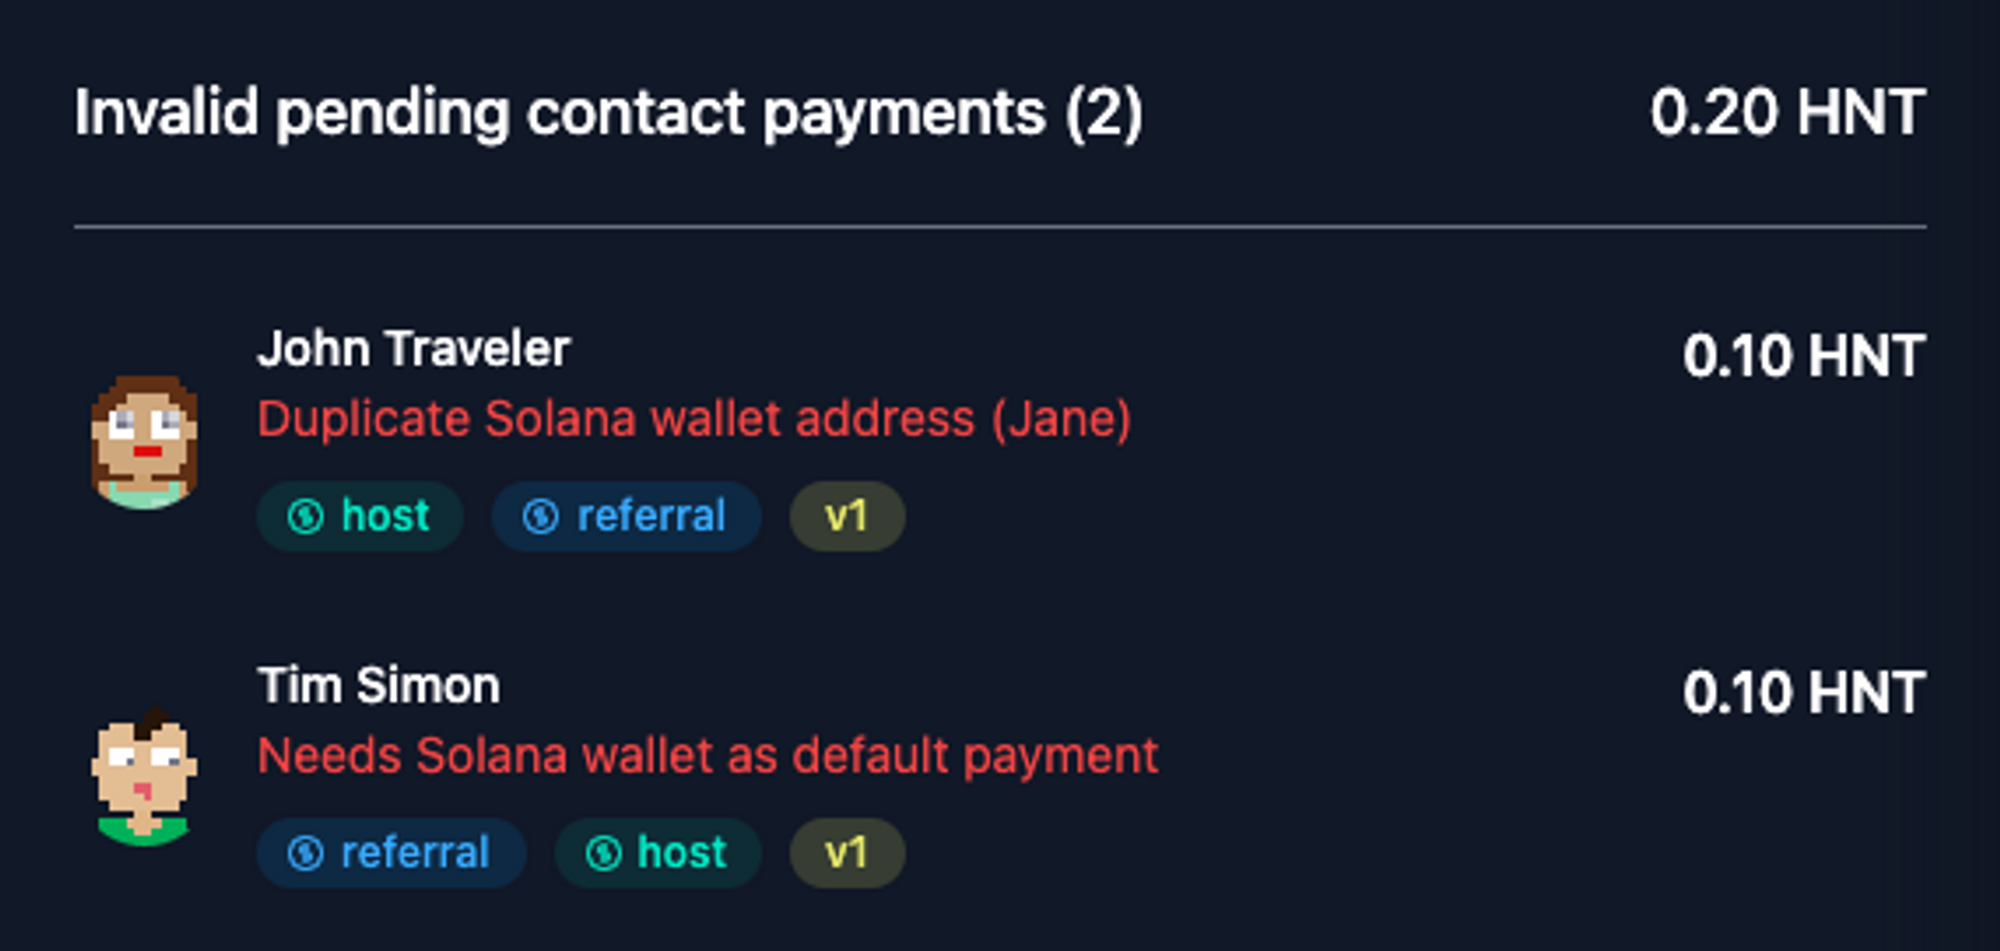 Invalid pending contact payments (2) 0.20 HNT
John Traveler 0.10 HNT
Duplicate Solana wallet address (Jane)
host referral v1
Tim Simon 0.10 HNT
Needs Solana wallet as default payment
referral host v1